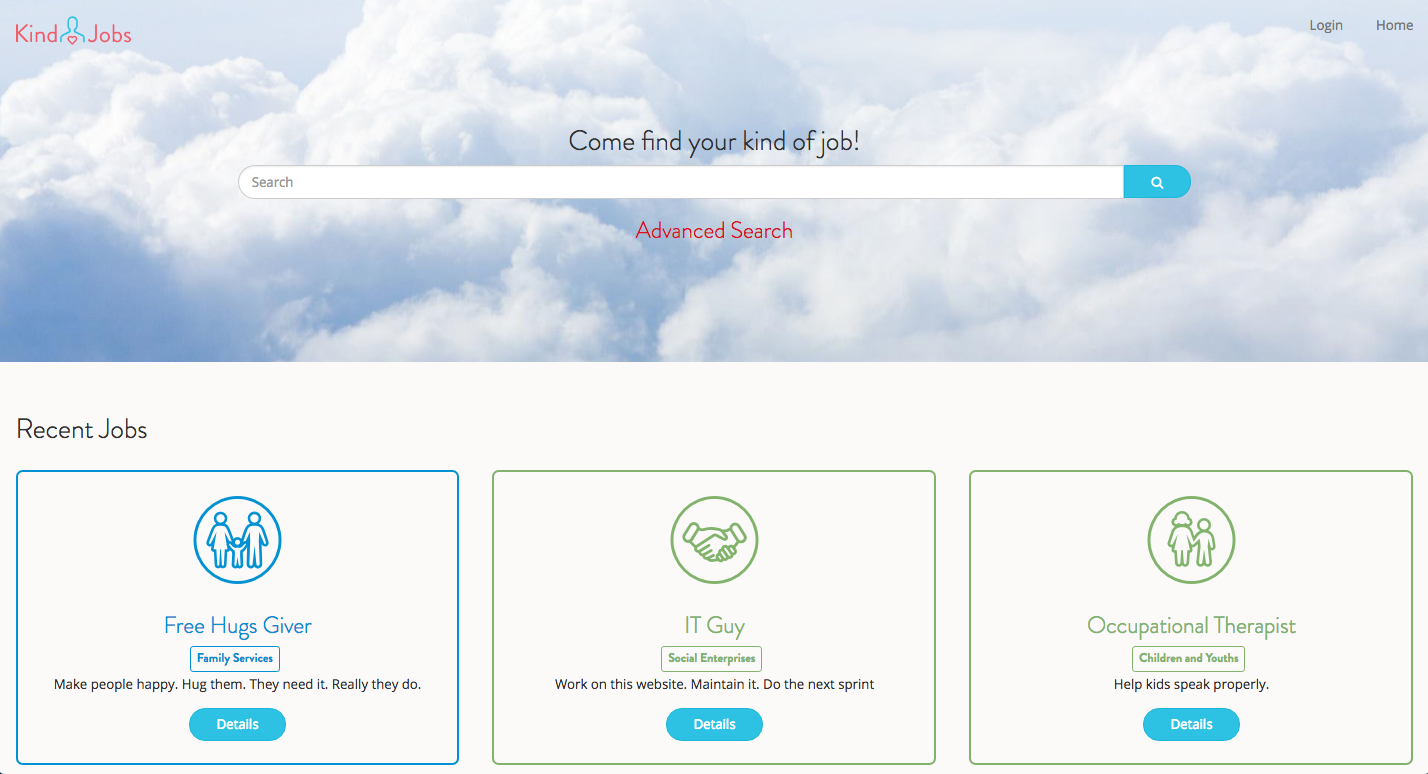 Kind Jobs
Login
Home
Come find your kind of job!
Search
Advanced Search
Recent Jobs
Free Hugs Giver
Family Services
Make people happy. Hug them. They need it. Really they do.
Details
IT Guy
Social Enterprises
Work on this website. Maintain it. Do the next sprint
Details
Occupational Therapist
Children and Youths
Help kids speak properly.
Details